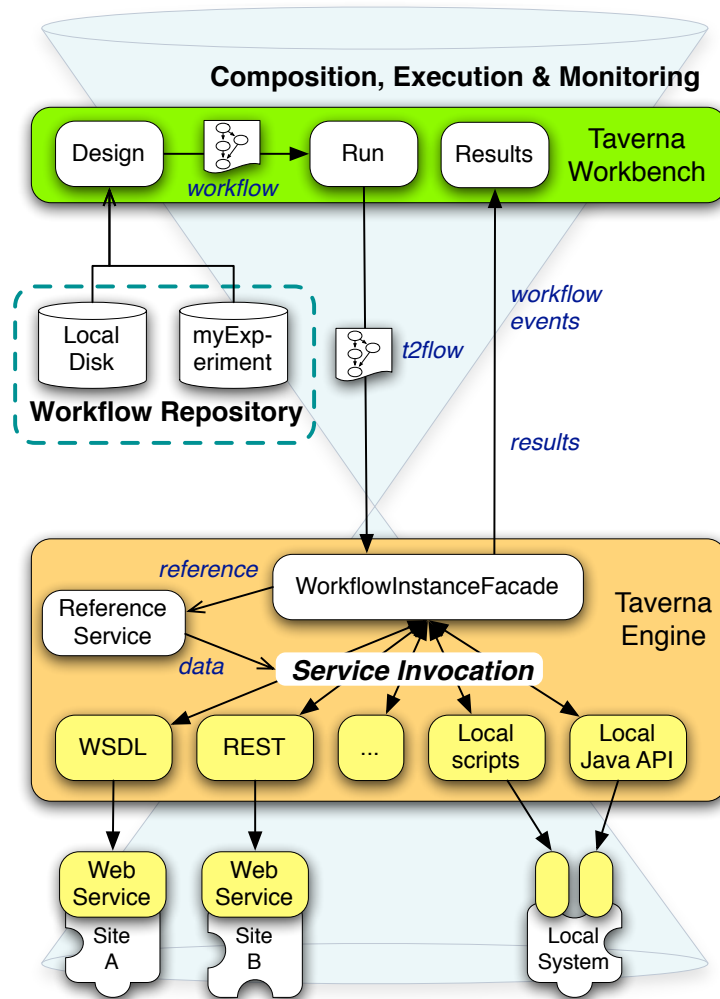 Composition, Execution & Monitoring
Design
workflow
Run
Results
Taverna
Workbench
Local
Disk
myExp-
eriment
Workflow Repository
t2flow
workflow
events
results
reference
WorkflowInstanceFacade
Reference
Service
Taverna
Engine
data
Service Invocation
WSDL
REST
...
Local
scripts
Local
Java API
Web
Service
Web
Service
Site
A
Site
B
Local
System